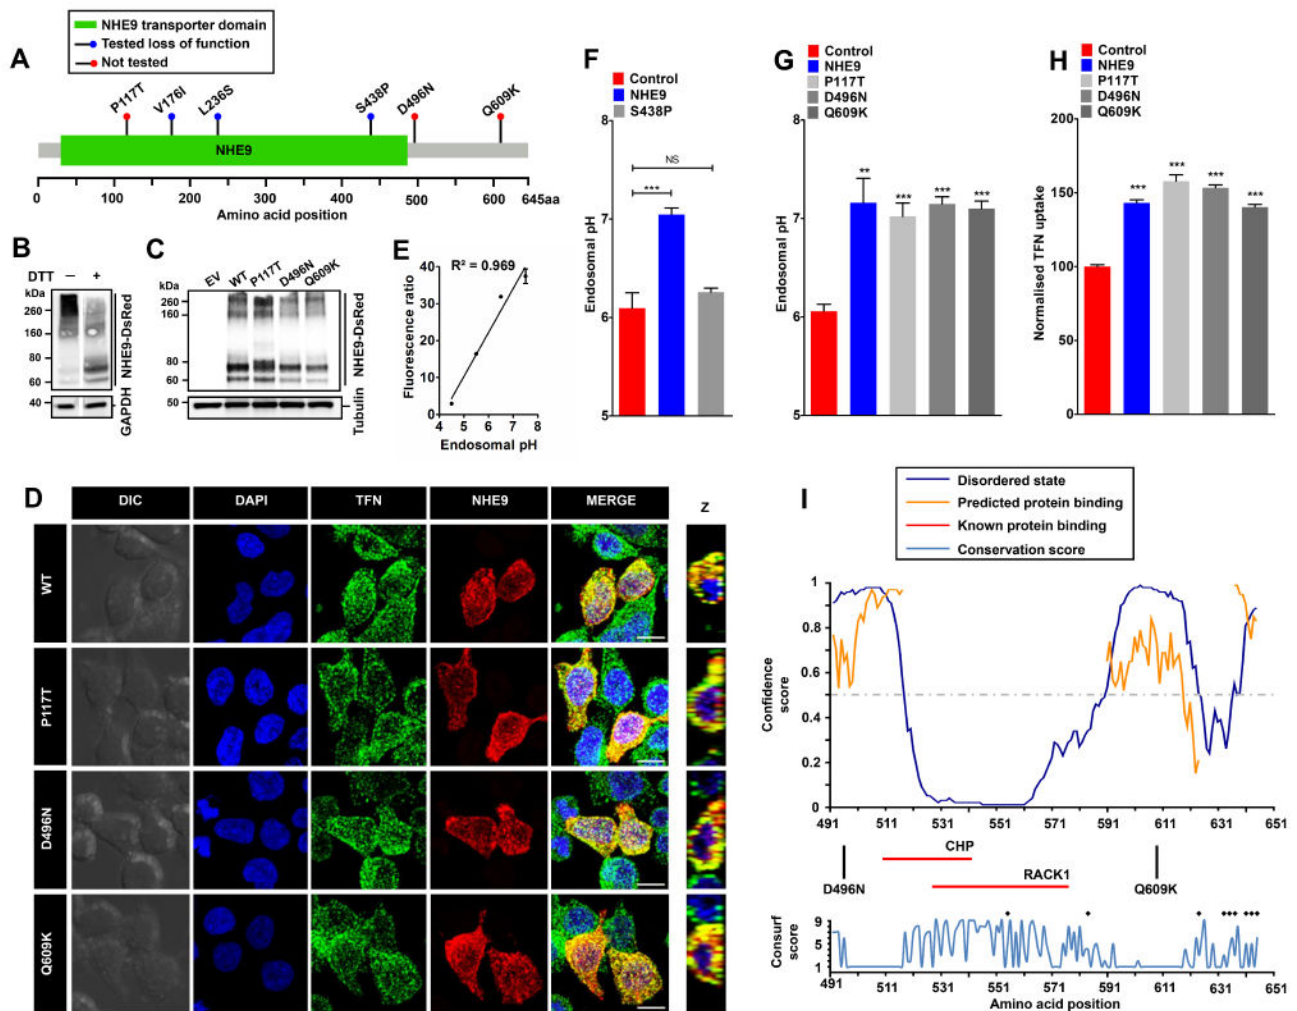 NHE9 transporter domain
Tested loss of function
Not tested
A
P117T
V176I
L236S
S438P
D496N
Q609K
NHE9
0 100 200 300 400 500 600 645aa
Amino acid position
B
DTT − +
kDa
260
160
80
60
40
NHE9-DsRed
GAPDH
C
EV WT P117T D496N Q609K
kDa
260
160
80
60
50
NHE9-DsRed
Tubulin
E
R² = 0.969
Fluorescence ratio
40
30
20
10
0
4 5 6 7 8
Endosomal pH
F
Control
NHE9
S438P
Endosomal pH
8
7
6
5
NS
***
G
Control
NHE9
P117T
D496N
Q609K
Endosomal pH
8
7
6
5
** *** *** ***
H
Control
NHE9
P117T
D496N
Q609K
Normalised TFN uptake
200
150
100
50
0
*** *** *** ***
D
DIC DAPI TFN NHE9 MERGE Z
WT
P117T
D496N
Q609K
I
Disordered state
Predicted protein binding
Known protein binding
Conservation score
Confidence score
1
0.8
0.6
0.4
0.2
0
491 511 531 551 571 591 611 631 651
CHP
RACK1
D496N
Q609K
Consurf score
9
5
1
491 511 531 551 571 591 611 631 651
Amino acid position